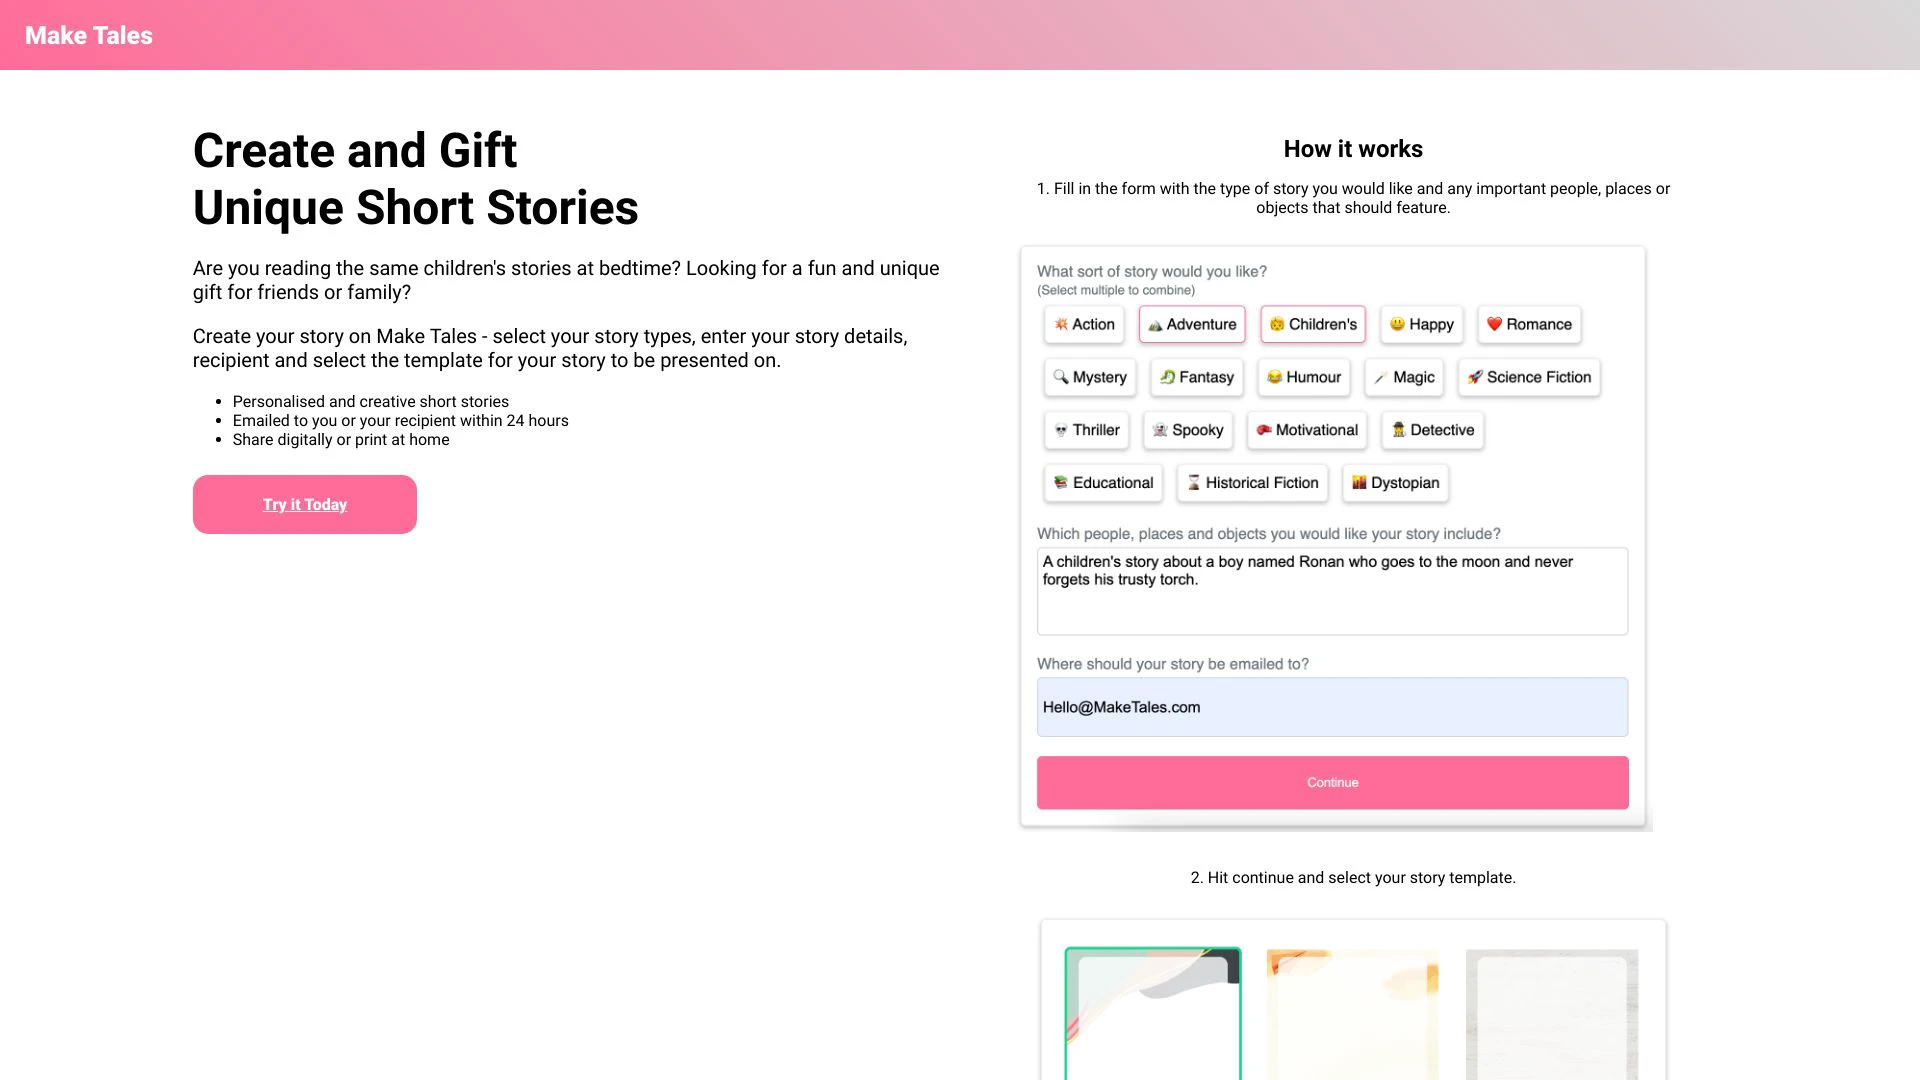 Make Tales
Create and Gift
Unique Short Stories
Are you reading the same children's stories at bedtime? Looking for a fun and unique
gift for friends or family?
Create your story on Make Tales - select your story types, enter your story details,
recipient and select the template for your story to be presented on.
• Personalised and creative short stories
• Emailed to you or your recipient within 24 hours
• Share digitally or print at home
Try it Today
How it works
1. Fill in the form with the type of story you would like and any important people, places or
objects that should feature.
What sort of story would you like?
(Select multiple to combine)
💥 Action 🏔️ Adventure 🧒 Children's 😃 Happy ❤️ Romance
🔍 Mystery 🐉 Fantasy 😂 Humour 🪄 Magic 🚀 Science Fiction
💀 Thriller 👻 Spooky 🥊 Motivational 🕵️ Detective
📚 Educational ⏳ Historical Fiction 🌇 Dystopian
Which people, places and objects you would like your story include?
A children's story about a boy named Ronan who goes to the moon and never
forgets his trusty torch.
Where should your story be emailed to?
Hello@MakeTales.com
Continue
2. Hit continue and select your story template.